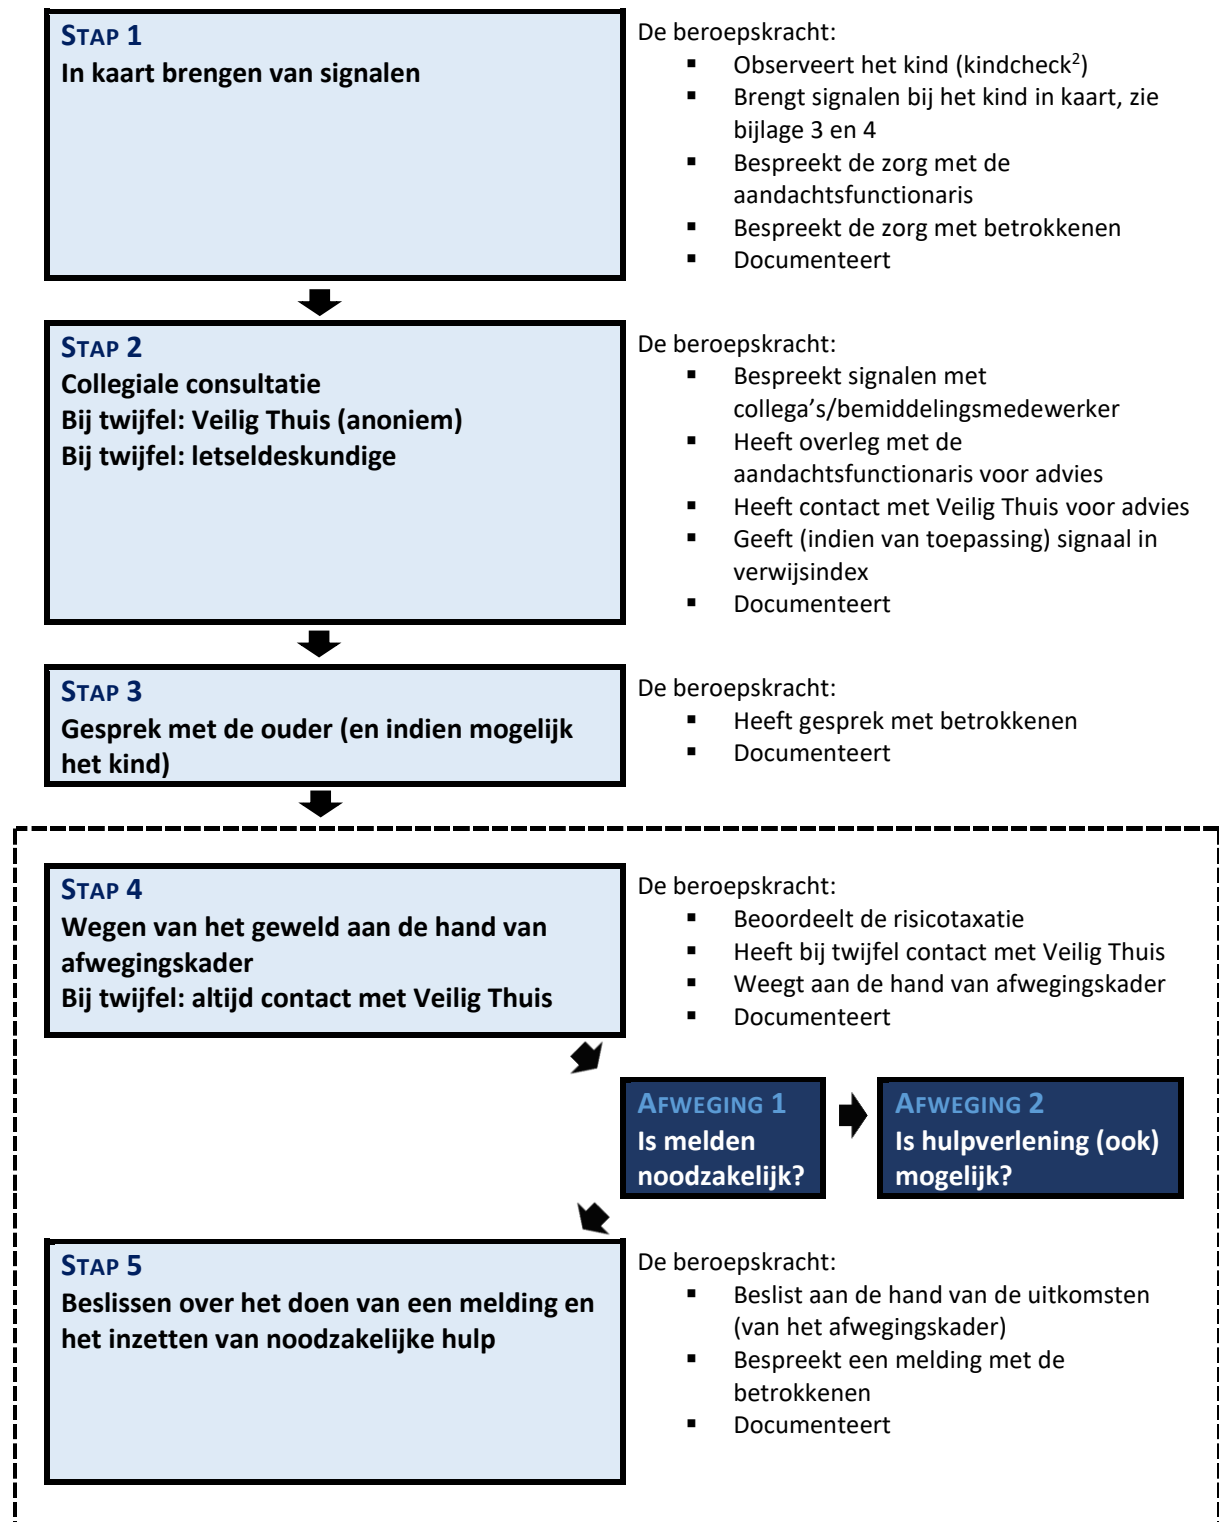 STAP 1
In kaart brengen van signalen
De beroepskracht:
▪ Observeert het kind (kindcheck²)
▪ Brengt signalen bij het kind in kaart, zie
bijlage 3 en 4
▪ Bespreekt de zorg met de
aandachtsfunctionaris
▪ Bespreekt de zorg met betrokkenen
▪ Documenteert
STAP 2
Collegiale consultatie
Bij twijfel: Veilig Thuis (anoniem)
Bij twijfel: letseldeskundige
De beroepskracht:
▪ Bespreekt signalen met
collega’s/bemiddelingsmedewerker
▪ Heeft overleg met de
aandachtsfunctionaris voor advies
▪ Heeft contact met Veilig Thuis voor advies
▪ Geeft (indien van toepassing) signaal in
verwijsindex
▪ Documenteert
STAP 3
Gesprek met de ouder (en indien mogelijk
het kind)
De beroepskracht:
▪ Heeft gesprek met betrokkenen
▪ Documenteert
STAP 4
Wegen van het geweld aan de hand van
afwegingskader
Bij twijfel: altijd contact met Veilig Thuis
De beroepskracht:
▪ Beoordeelt de risicotaxatie
▪ Heeft bij twijfel contact met Veilig Thuis
▪ Weegt aan de hand van afwegingskader
▪ Documenteert
AFWEGING 1
Is melden
noodzakelijk?
AFWEGING 2
Is hulpverlening (ook)
mogelijk?
STAP 5
Beslissen over het doen van een melding en
het inzetten van noodzakelijke hulp
De beroepskracht:
▪ Beslist aan de hand van de uitkomsten
(van het afwegingskader)
▪ Bespreekt een melding met de
betrokkenen
▪ Documenteert